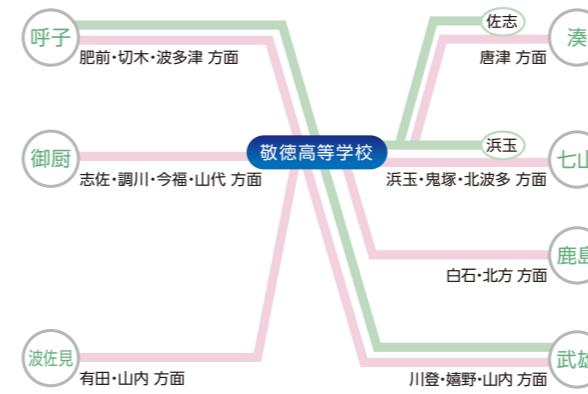 呼子
佐志
湊
肥前・切木・波多津 方面
唐津 方面
御厨
敬徳高等学校
浜玉
七山
志佐・調川・今福・山代 方面
浜玉・鬼塚・北波多 方面
鹿島
白石・北方 方面
波佐見
武雄
有田・山内 方面
川登・嬉野・山内 方面